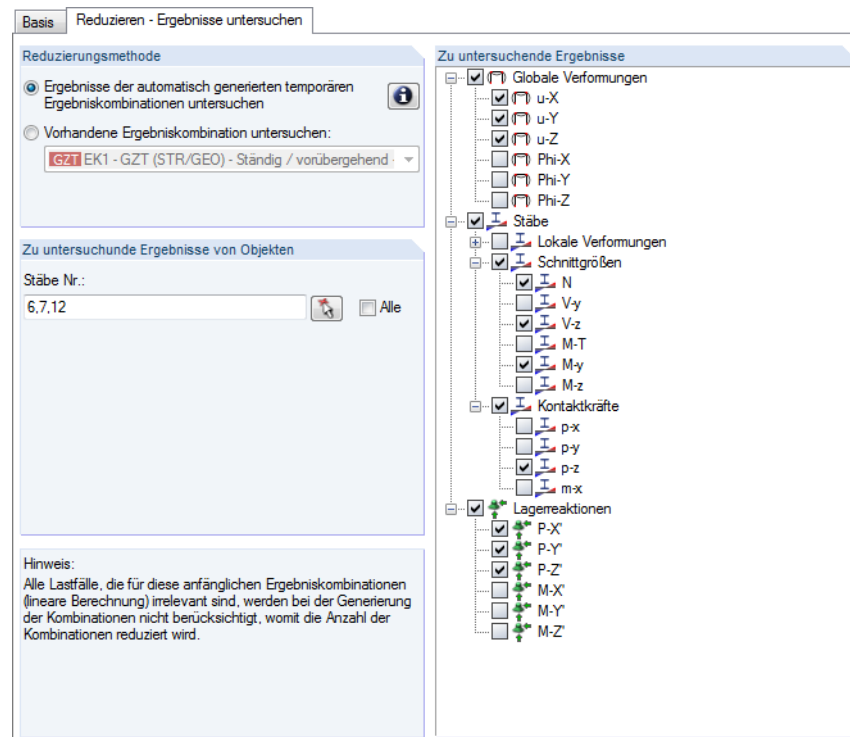 Basis
Reduzieren - Ergebnisse untersuchen
Reduzierungsmethode
Ergebnisse der automatisch generierten temporären
Ergebniskombinationen untersuchen
Vorhandene Ergebniskombination untersuchen:
GZT EK1 - GZT (STR/GEO) - Ständig / vorübergehend -
Zu untersuchunde Ergebnisse von Objekten
Stäbe Nr.:
6,7,12
Alle
Hinweis:
Alle Lastfälle, die für diese anfänglichen Ergebniskombinationen
(lineare Berechnung) irrelevant sind, werden bei der Generierung
der Kombinationen nicht berücksichtigt, womit die Anzahl der
Kombinationen reduziert wird.
Zu untersuchende Ergebnisse
Globale Verformungen
u-X
u-Y
u-Z
Phi-X
Phi-Y
Phi-Z
Stäbe
Lokale Verformungen
Schnittgrößen
N
V-y
V-z
M-T
M-y
M-z
Kontaktkräfte
p-x
p-y
p-z
m-x
Lagerreaktionen
P-X'
P-Y'
P-Z'
M-X'
M-Y'
M-Z'